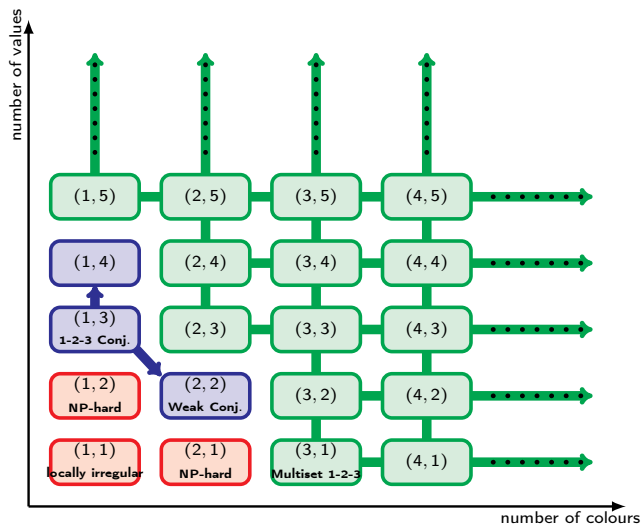 number of values
(1, 5) (2, 5) (3, 5) (4, 5)
(1, 4) (2, 4) (3, 4) (4, 4)
(1, 3) (2, 3) (3, 3) (4, 3)
1-2-3 Conj.
(1, 2) (2, 2) (3, 2) (4, 2)
NP-hard Weak Conj.
(1, 1) (2, 1) (3, 1) (4, 1)
locally irregular NP-hard Multiset 1-2-3
number of colours